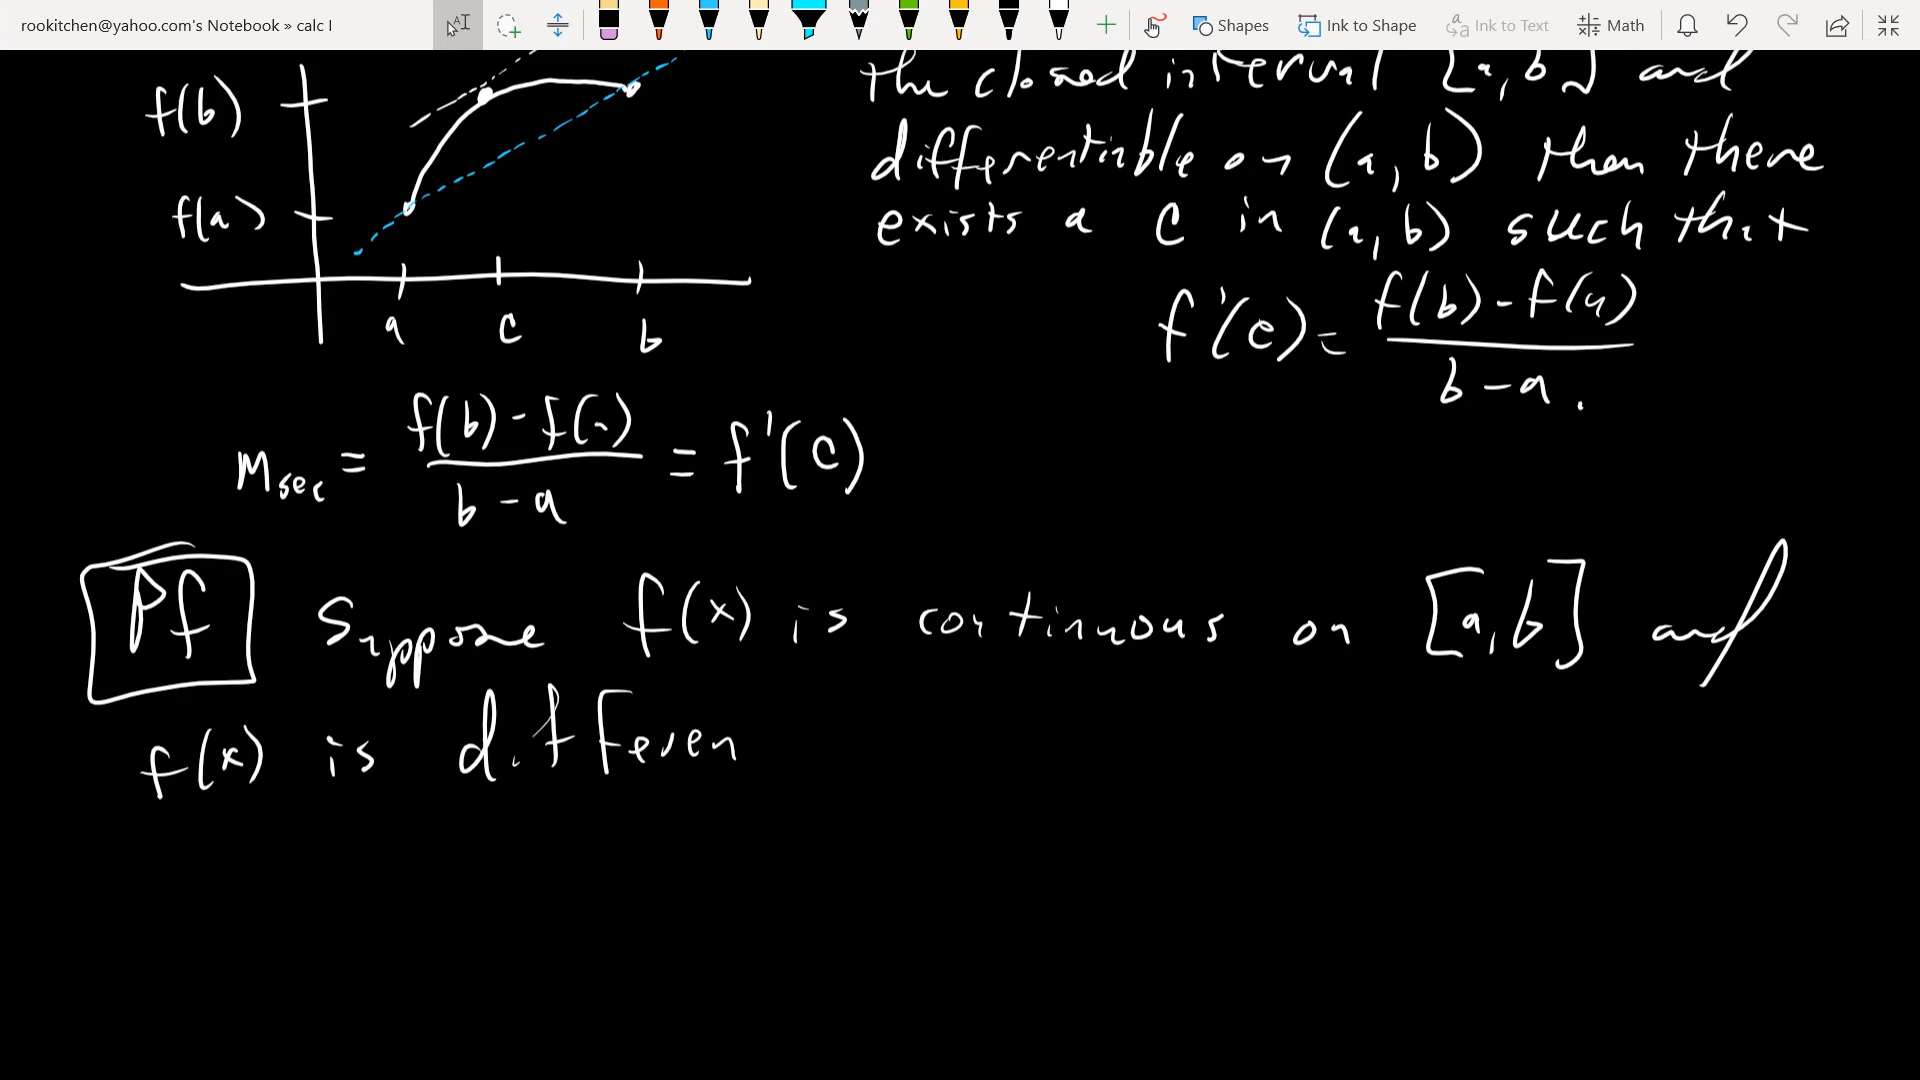 rookitchen@yahoo.com's Notebook » calc I
Shapes Ink to Shape Ink to Text Math
the closed interval [a,b] and
differentiable on (a,b) then there
exists a c in (a,b) such that
f'(c) = f(b)-f(a)
b-a.
f(b)
f(a)
a c b
Msec = f(b)-f(a) = f'(c)
b-a
Pf Suppose f(x) is continuous on [a,b] and
f(x) is differen